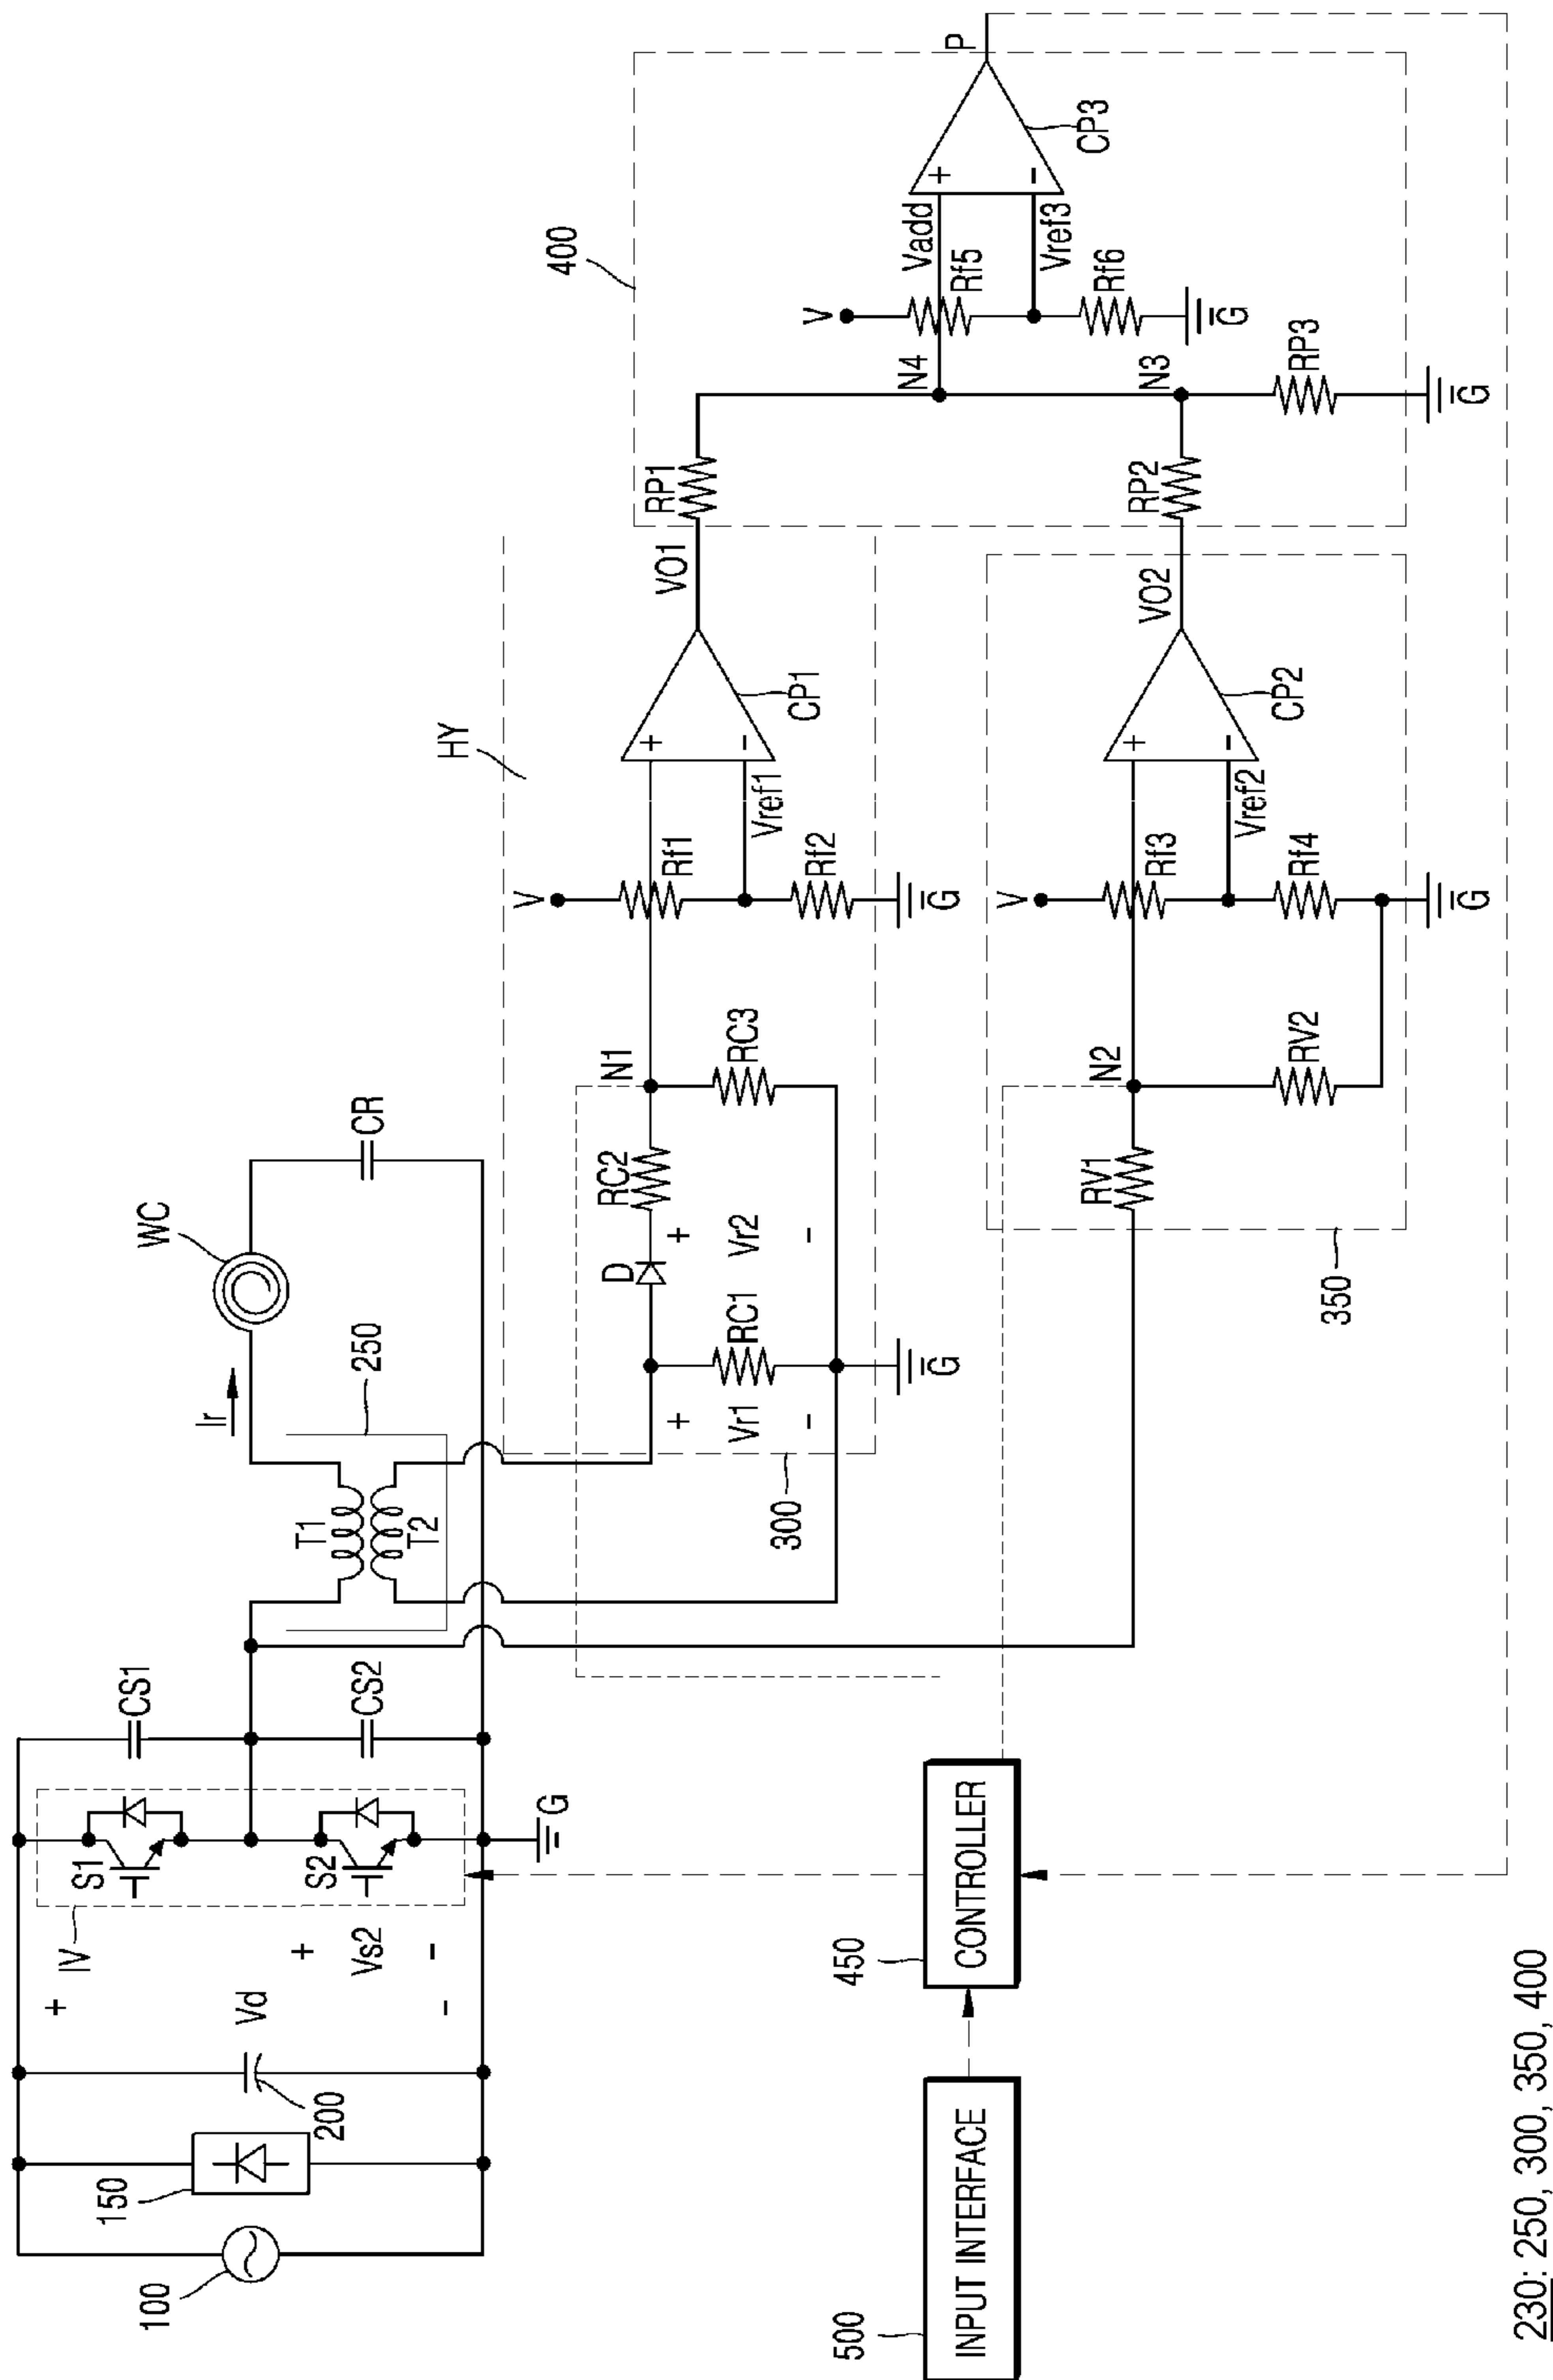 100
150
200
+
Vd
-
IV
S1
S2
+
Vs2
-
G
CS1
CS2
T1
T2
250
Ir
WC
CR
500
INPUT INTERFACE
450
CONTROLLER
300
+
Vr1
-
RC1
G
D
+
Vr2
-
RC2
N1
RC3
HY
V
Rf1
Vref1
Rf2
G
+
-
CP1
VO1
350
RV1
N2
RV2
V
Rf3
Vref2
Rf4
G
+
-
CP2
VO2
400
RP1
RP2
N4
N3
RP3
G
V
Rf5
Vadd
Vref3
Rf6
G
+
-
CP3
P
230: 250, 300, 350, 400